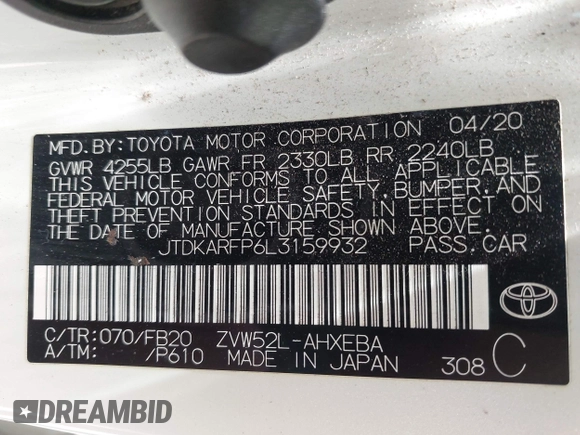 MFD.BY:TOYOTA MOTOR CORPORATION 04/20
GVWR 4255LB GAWR FR 2330LB RR 2240LB
THIS VEHICLE CONFORMS TO ALL APPLICABLE
FEDERAL MOTOR VEHICLE SAFETY, BUMPER, AND
THEFT PREVENTION STANDARDS IN EFFECT ON
THE DATE OF MANUFACTURE SHOWN ABOVE.
JTDKARFP6L3159932 PASS.CAR
C/TR:070/FB20 ZVW52L-AHXEBA
A/TM: /P610 MADE IN JAPAN 308 C
DREAMBID